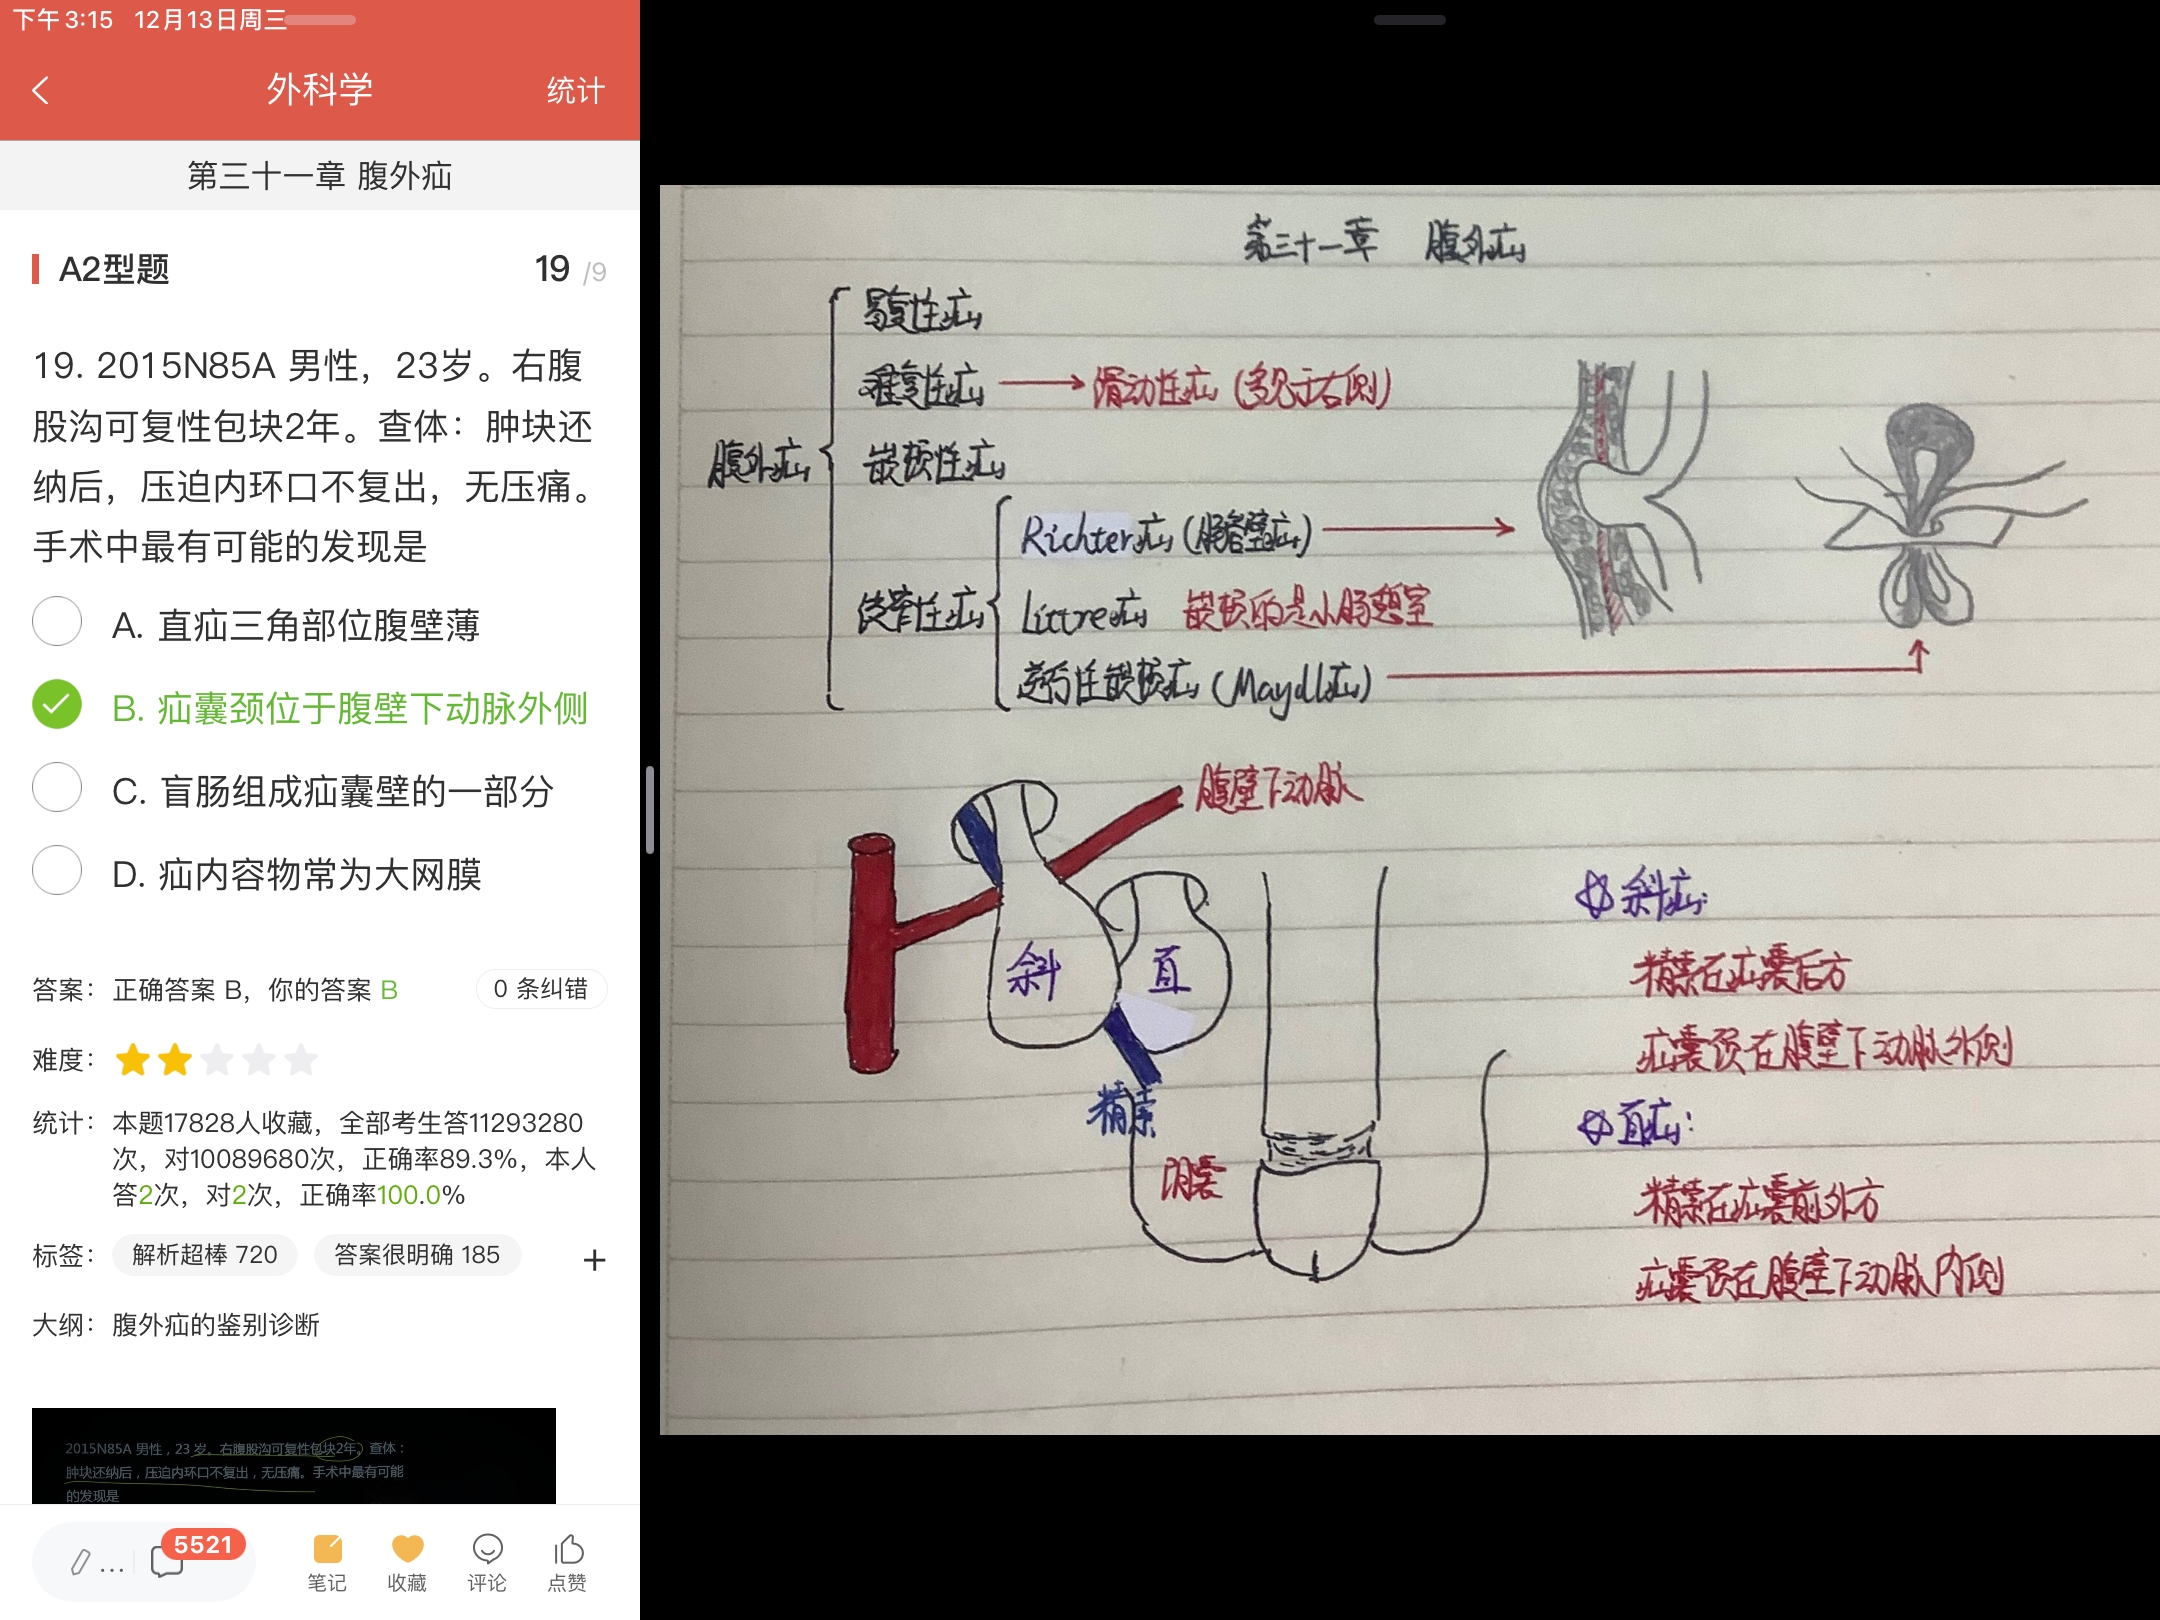 下午3:15 12月13日周三
外科学
统计
第三十一章 腹外疝
A2型题
19 /9
19. 2015N85A 男性，23岁。右腹
股沟可复性包块2年。查体：肿块还
纳后，压迫内环口不复出，无压痛。
手术中最有可能的发现是
A. 直疝三角部位腹壁薄
B. 疝囊颈位于腹壁下动脉外侧
C. 盲肠组成疝囊壁的一部分
D. 疝内容物常为大网膜
答案：正确答案 B，你的答案 B
0 条纠错
难度：
统计：本题17828人收藏，全部考生答11293280
次，对10089680次，正确率89.3%，本人
答2次，对2次，正确率100.0%
标签：解析超棒 720 答案很明确 185 +
大纲：腹外疝的鉴别诊断
2015N85A 男性，23 岁。右腹股沟可复性包块2年。查体：
肿块还纳后，压迫内环口不复出，无压痛。手术中最有可能
的发现是
...
5521
笔记
收藏
评论
点赞
第三十一章 腹外疝
腹外疝
易复性疝
难复性疝 → 滑动性疝（多见于右侧）
嵌顿性疝
绞窄性疝
Richter疝（肠管壁疝）
Littre疝 嵌顿的是小肠憩室
逆行性嵌顿疝（Maydl疝）
腹壁下动脉
斜
直
精索
阴囊
斜疝：
精索在疝囊后方
疝囊颈在腹壁下动脉外侧
直疝：
精索在疝囊前外方
疝囊颈在腹壁下动脉内侧